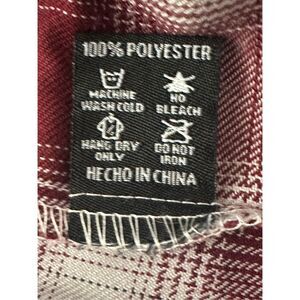 100% POLYESTER
MACHINE WASH COLD
NO BLEACH
HANG DRY ONLY
DO NOT IRON
HECHO IN CHINA